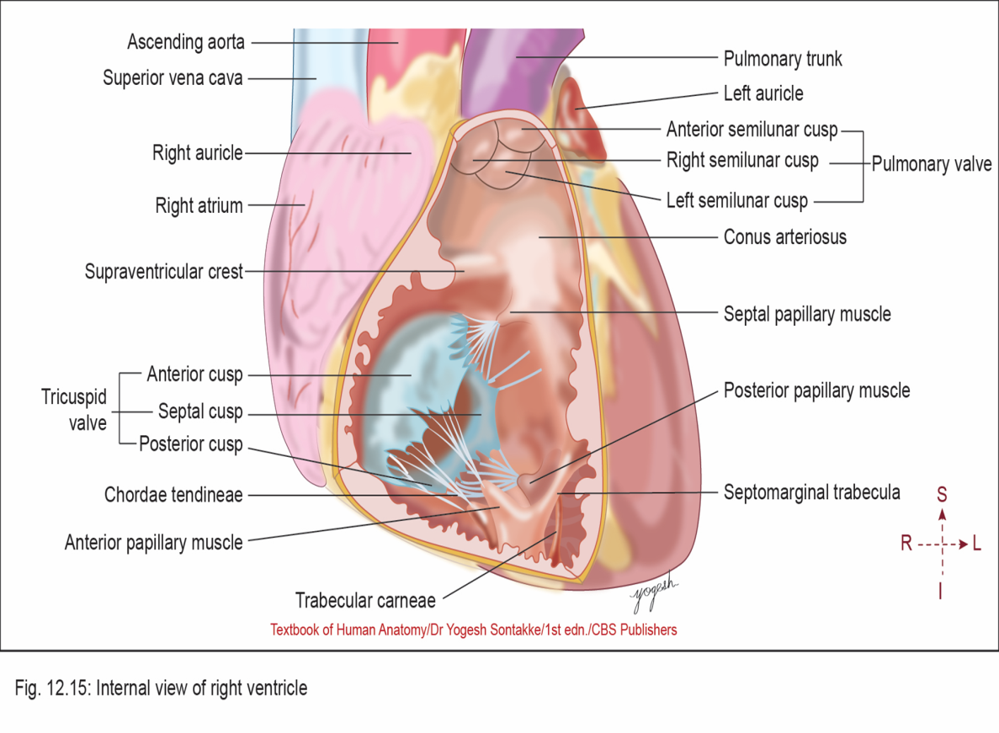 Ascending aorta
Superior vena cava
Right auricle
Right atrium
Supraventricular crest
Anterior cusp
Tricuspid
valve
Septal cusp
Posterior cusp
Chordae tendineae
Anterior papillary muscle
Trabecular carneae
Pulmonary trunk
Left auricle
Anterior semilunar cusp
Right semilunar cusp
Pulmonary valve
Left semilunar cusp
Conus arteriosus
Septal papillary muscle
Posterior papillary muscle
Septomarginal trabecula
S
R L
I
yogesh
Textbook of Human Anatomy/Dr Yogesh Sontakke/1st edn./CBS Publishers
Fig. 12.15: Internal view of right ventricle